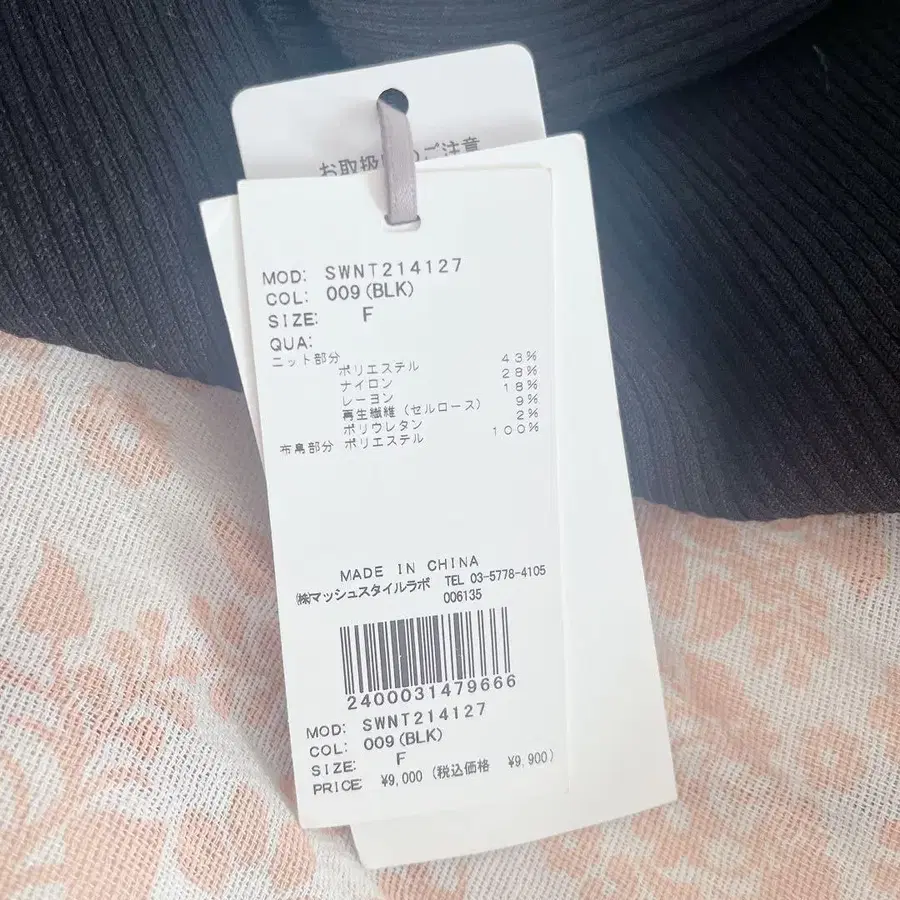 お取扱 のご注意
MOD: SWNT214127
COL: 009(BLK)
SIZE: F
QUA:
ニット部分
ポリエステル 43%
ナイロン 28%
レーヨン 18%
再生繊維(セルロース) 9%
ポリウレタン 2%
布帛部分 ポリエステル 100%
MADE IN CHINA
㈱マッシュスタイルラボ TEL 03-5778-4105
006135
2400031479666
MOD: SWNT214127
COL: 009(BLK)
SIZE: F
PRICE: ¥9,000 (税込価格 ¥9,900)